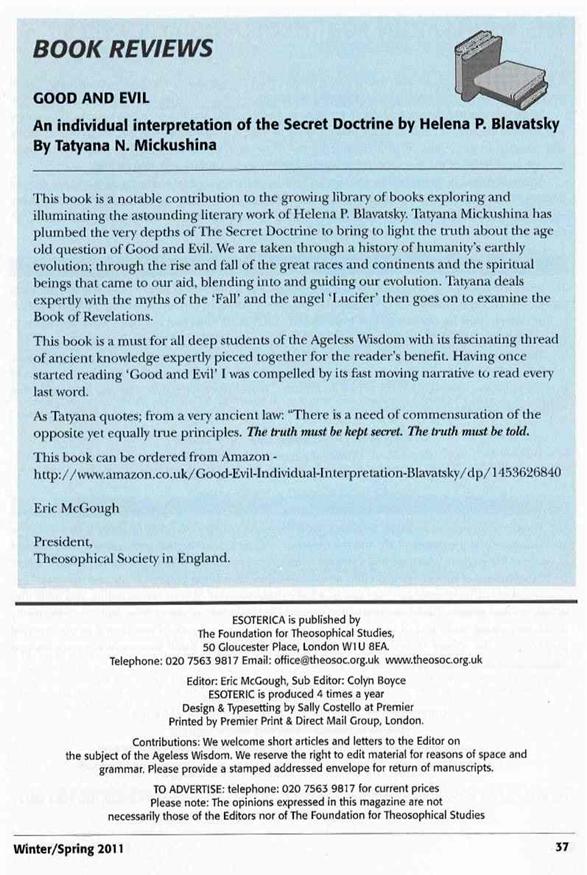 BOOK REVIEWS
GOOD AND EVIL
An individual interpretation of the Secret Doctrine by Helena P. Blavatsky
By Tatyana N. Mickushina
This book is a notable contribution to the growing library of books exploring and
illuminating the astounding literary work of Helena P. Blavatsky. Tatyana Mickushina has
plumbed the very depths of The Secret Doctrine to bring to light the truth about the age
old question of Good and Evil. We are taken through a history of humanity's earthly
evolution; through the rise and fall of the great races and continents and the spiritual
beings that came to our aid, blending into and guiding our evolution. Tatyana deals
expertly with the myths of the 'Fall' and the angel 'Lucifer' then goes on to examine the
Book of Revelations.
This book is a must for all deep students of the Ageless Wisdom with its fascinating thread
of ancient knowledge expertly pieced together for the reader's benefit. Having once
started reading 'Good and Evil' I was compelled by its fast moving narrative to read every
last word.
As Tatyana quotes; from a very ancient law: "There is a need of commensuration of the
opposite yet equally true principles. The truth must be kept secret. The truth must be told.
This book can be ordered from Amazon -
http://www.amazon.co.uk/Good-Evil-Individual-Interpretation-Blavatsky/dp/1453626840
Eric McGough
President,
Theosophical Society in England.
ESOTERICA is published by
The Foundation for Theosophical Studies,
50 Gloucester Place, London W1U 8EA.
Telephone: 020 7563 9817 Email: office@theosoc.org.uk www.theosoc.org.uk
Editor: Eric McGough, Sub Editor: Colyn Boyce
ESOTERIC is produced 4 times a year
Design & Typesetting by Sally Costello at Premier
Printed by Premier Print & Direct Mail Group, London.
Contributions: We welcome short articles and letters to the Editor on
the subject of the Ageless Wisdom. We reserve the right to edit material for reasons of space and
grammar. Please provide a stamped addressed envelope for return of manuscripts.
TO ADVERTISE: telephone: 020 7563 9817 for current prices
Please note: The opinions expressed in this magazine are not
necessarily those of the Editors nor of The Foundation for Theosophical Studies
Winter/Spring 2011
37